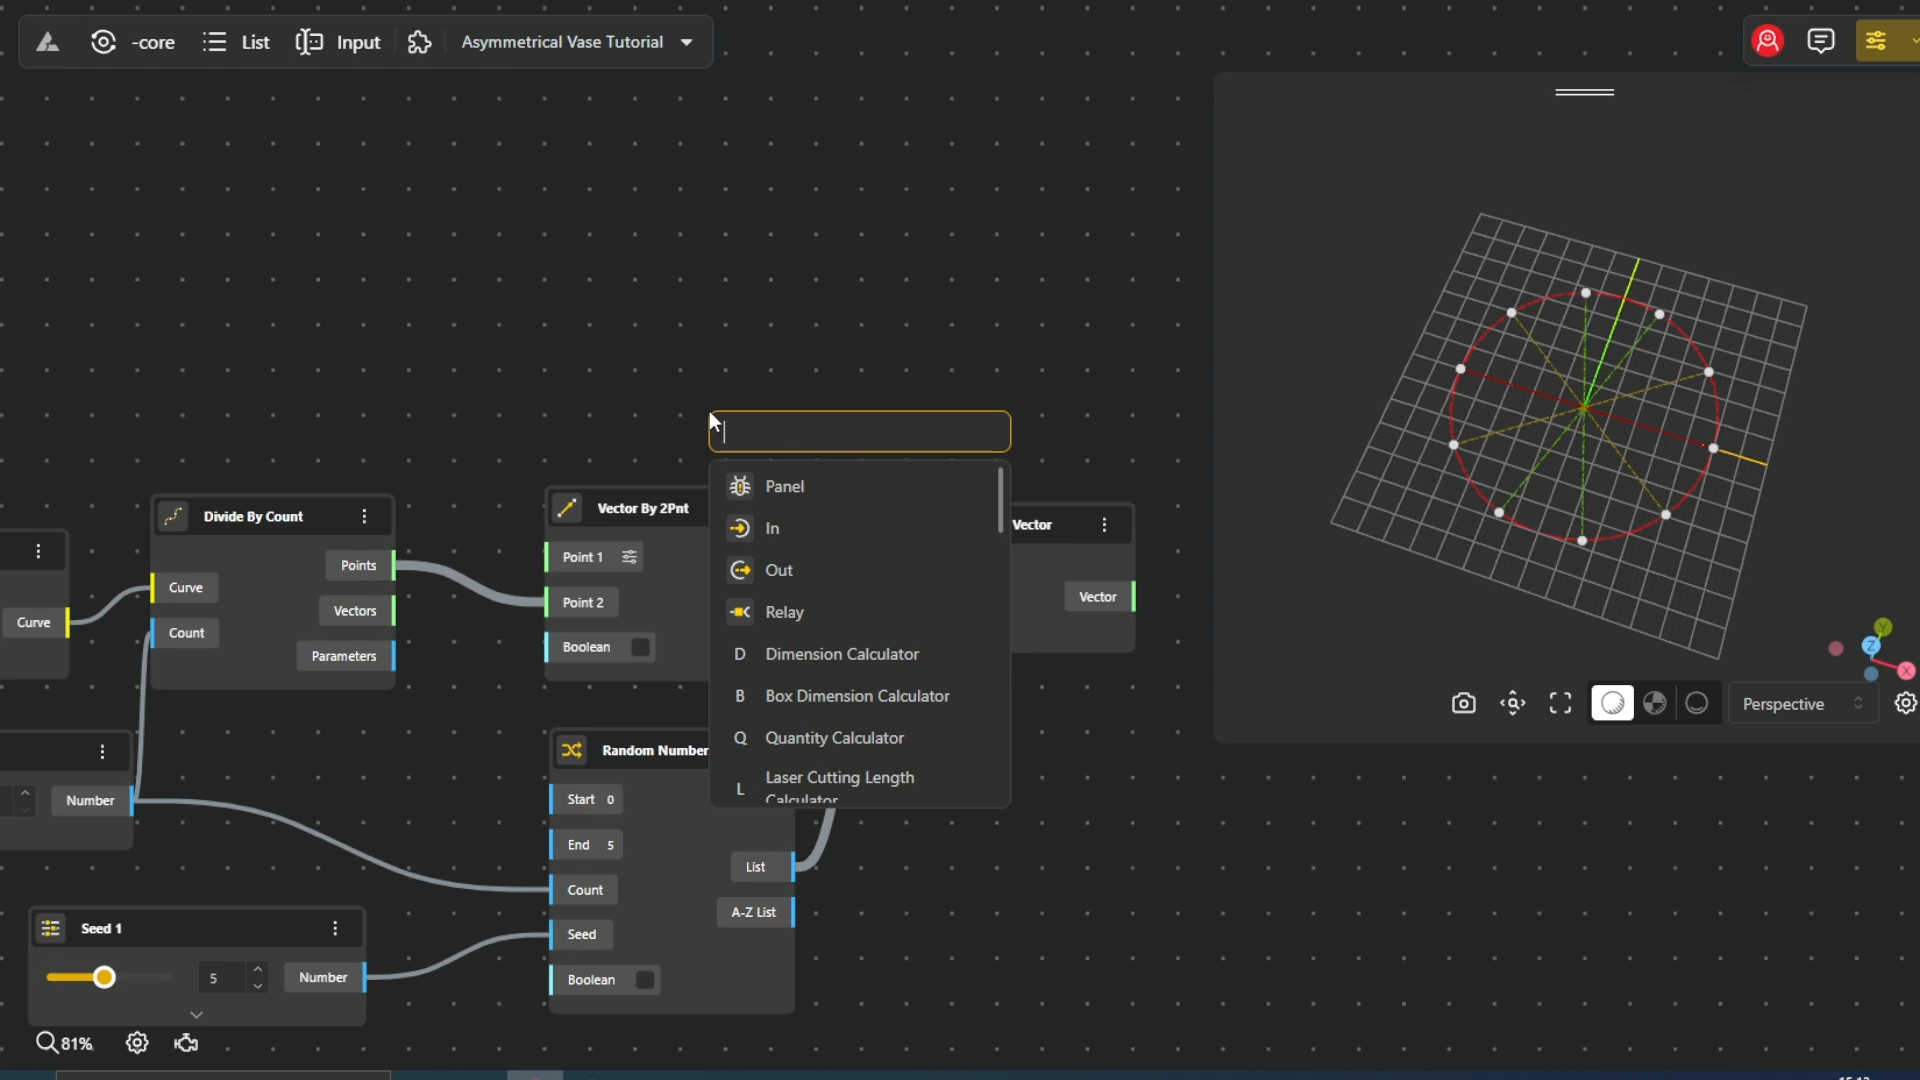 -core List Input Asymmetrical Vase Tutorial
Panel
In
Out
Relay
D Dimension Calculator
B Box Dimension Calculator
Q Quantity Calculator
L Laser Cutting Length
Calculator
Curve
Divide By Count
Points
Curve
Vectors
Count
Parameters
Vector By 2Pnt
Point 1
Point 2
Boolean
Vector
Vector
Number
Random Number
Start 0
End 5
List
Count
A-Z List
Seed
Boolean
Seed 1
5
Number
81%
Perspective
Y
Z
X